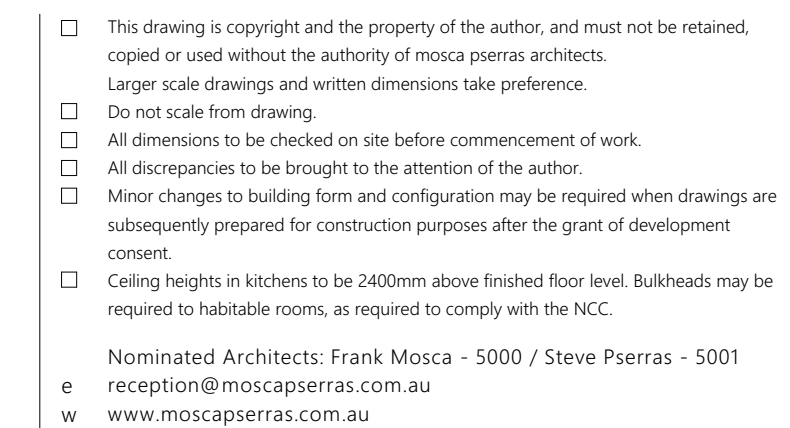 ☐ This drawing is copyright and the property of the author, and must not be retained,
copied or used without the authority of mosca pserras architects.
Larger scale drawings and written dimensions take preference.
☐ Do not scale from drawing.
☐ All dimensions to be checked on site before commencement of work.
☐ All discrepancies to be brought to the attention of the author.
☐ Minor changes to building form and configuration may be required when drawings are
subsequently prepared for construction purposes after the grant of development
consent.
☐ Ceiling heights in kitchens to be 2400mm above finished floor level. Bulkheads may be
required to habitable rooms, as required to comply with the NCC.
Nominated Architects: Frank Mosca - 5000 / Steve Pserras - 5001
e reception@moscapserras.com.au
w www.moscapserras.com.au